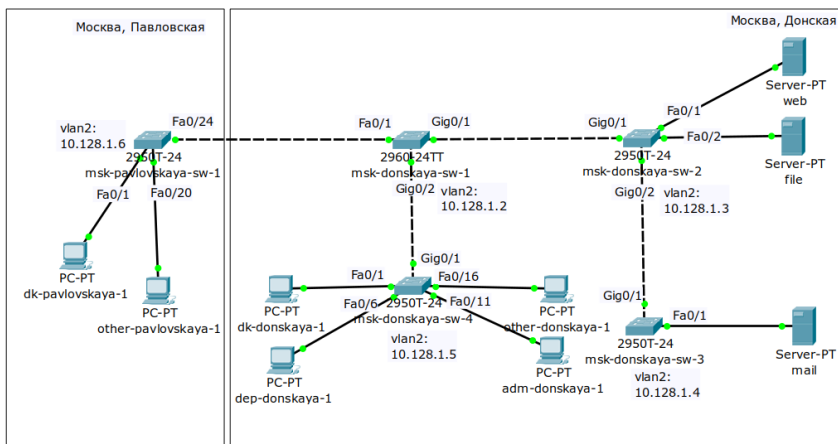 Москва, Павловская
Москва, Донская
vlan2:
10.128.1.6
Fa0/24
2950T-24
msk-pavlovskaya-sw-1
Fa0/1
Fa0/20
PC-PT
dk-pavlovskaya-1
PC-PT
other-pavlovskaya-1
Fa0/1
Gig0/1
2960-24TT
msk-donskaya-sw-1
Gig0/2
vlan2:
10.128.1.2
Gig0/1
Fa0/1
Fa0/2
2950T-24
msk-donskaya-sw-2
Gig0/2
vlan2:
10.128.1.3
Server-PT
web
Server-PT
file
Gig0/1
Fa0/1
Fa0/16
Fa0/6
Fa0/11
2950T-24
msk-donskaya-sw-4
vlan2:
10.128.1.5
PC-PT
dk-donskaya-1
PC-PT
other-donskaya-1
PC-PT
dep-donskaya-1
PC-PT
adm-donskaya-1
Gig0/1
Fa0/1
2950T-24
msk-donskaya-sw-3
vlan2:
10.128.1.4
Server-PT
mail